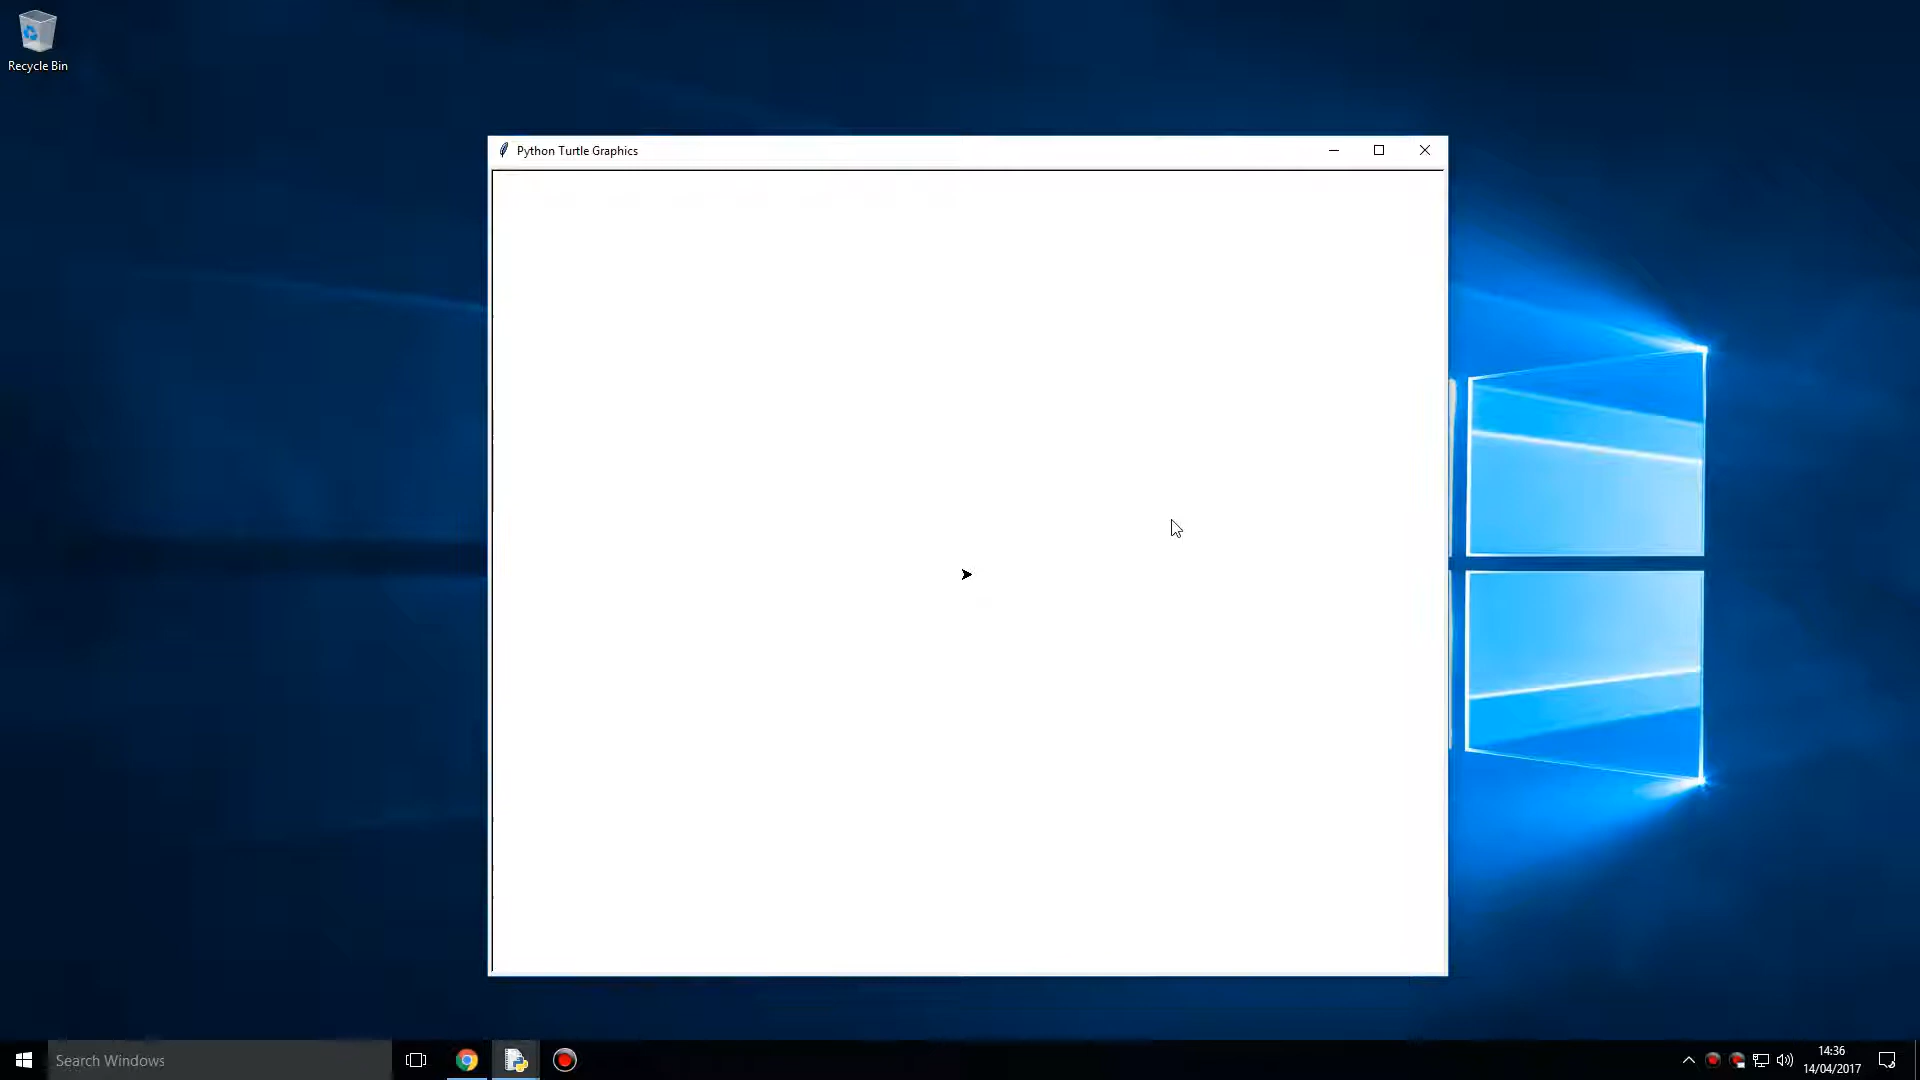 Recycle Bin
Python Turtle Graphics
Search Windows
14:36
14/04/2017